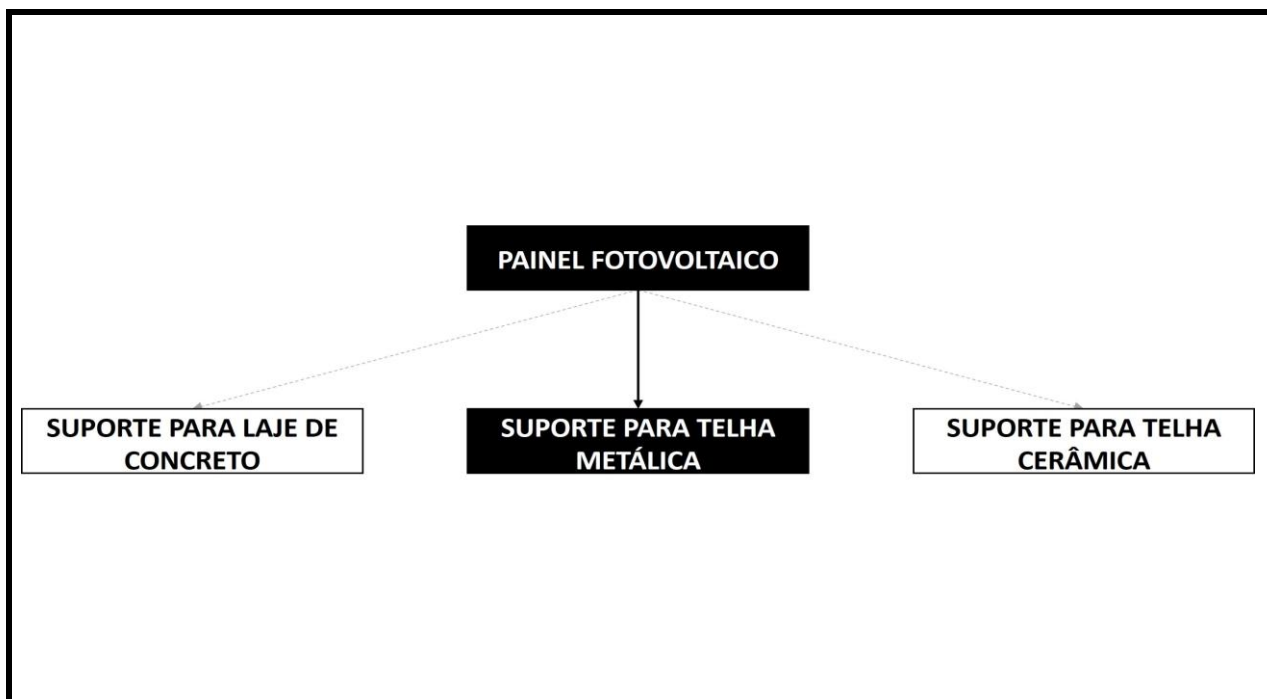 PAINEL FOTOVOLTAICO
SUPORTE PARA LAJE DE
CONCRETO
SUPORTE PARA TELHA
METÁLICA
SUPORTE PARA TELHA
CERÂMICA